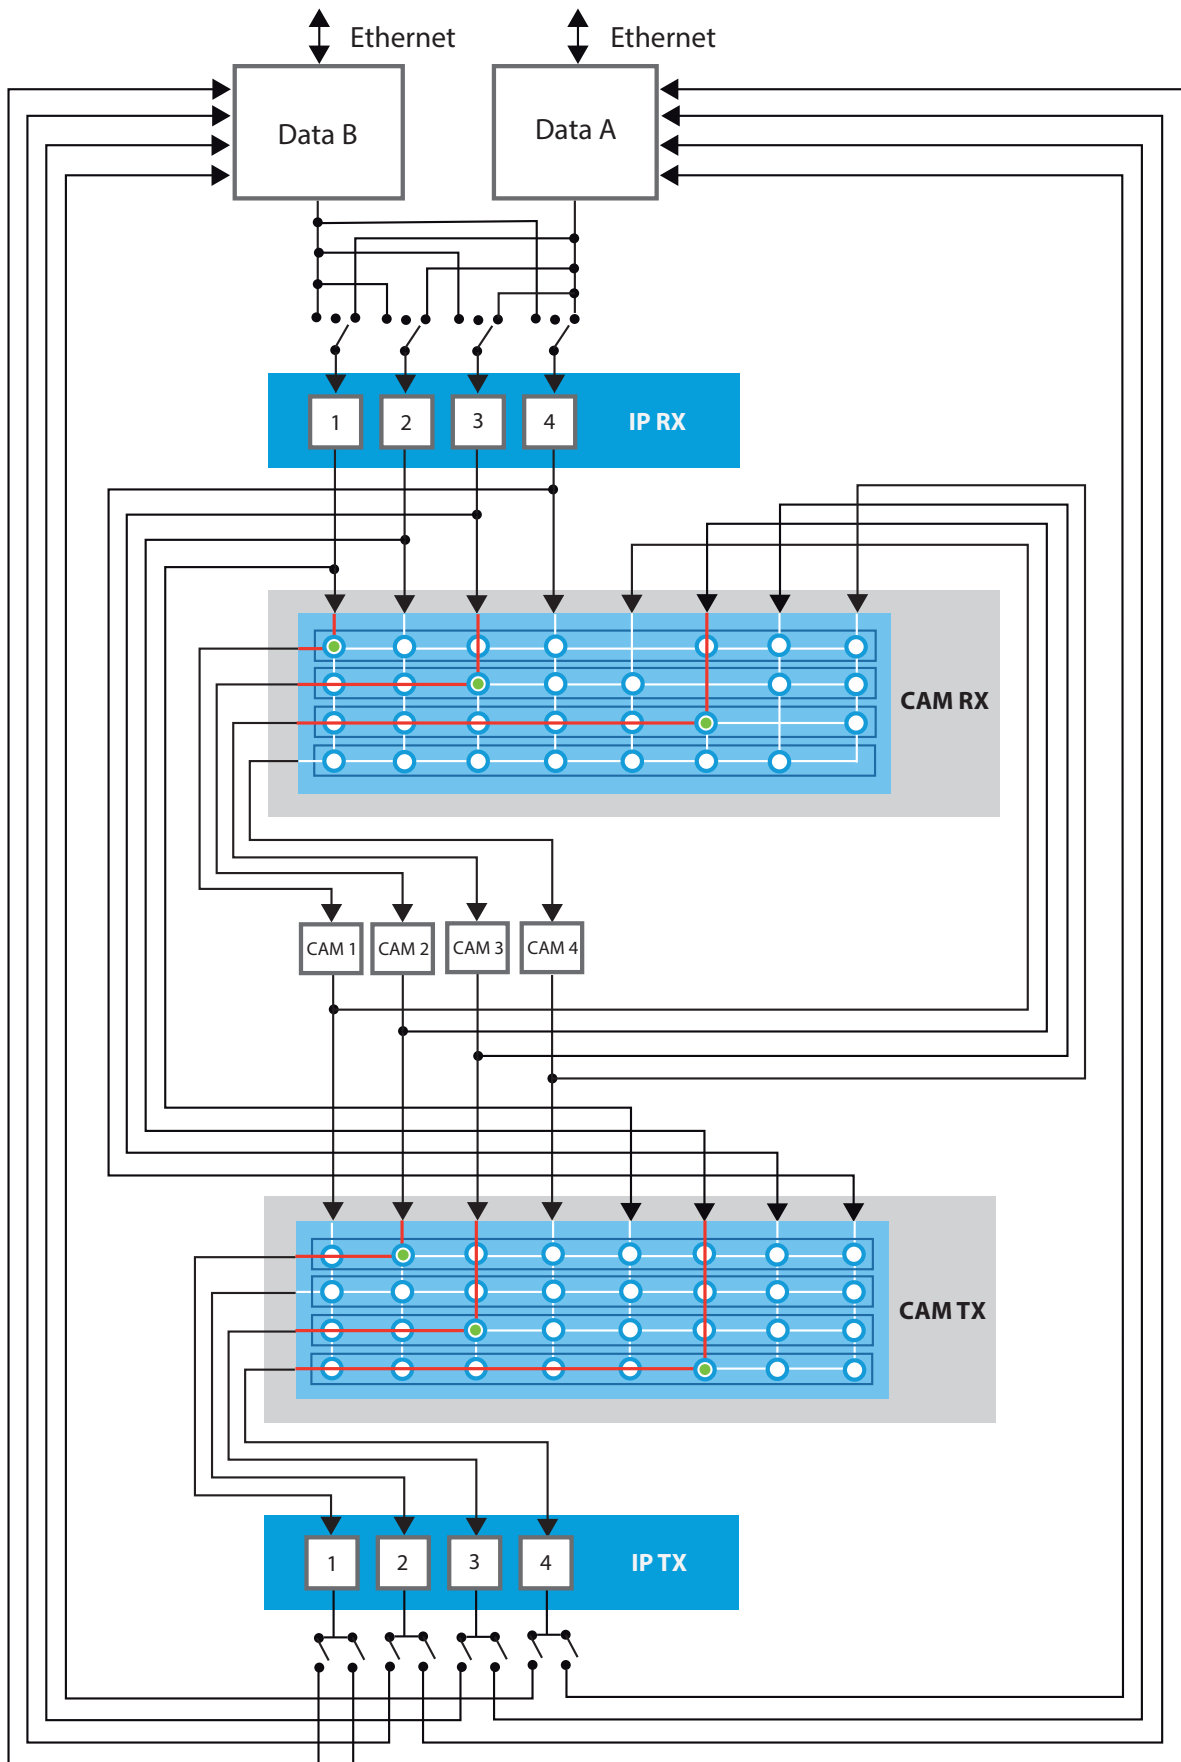 Ethernet
Ethernet
Data B
Data A
1
2
3
4
IP RX
CAM RX
CAM 1
CAM 2
CAM 3
CAM 4
CAM TX
1
2
3
4
IP TX